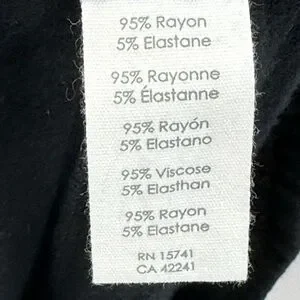 95% Rayon
5% Elastane
95% Rayonne
5% Élastanne
95% Rayón
5% Elastano
95% Viscose
5% Elasthan
95% Rayon
5% Elastane
RN 15741
CA 42241